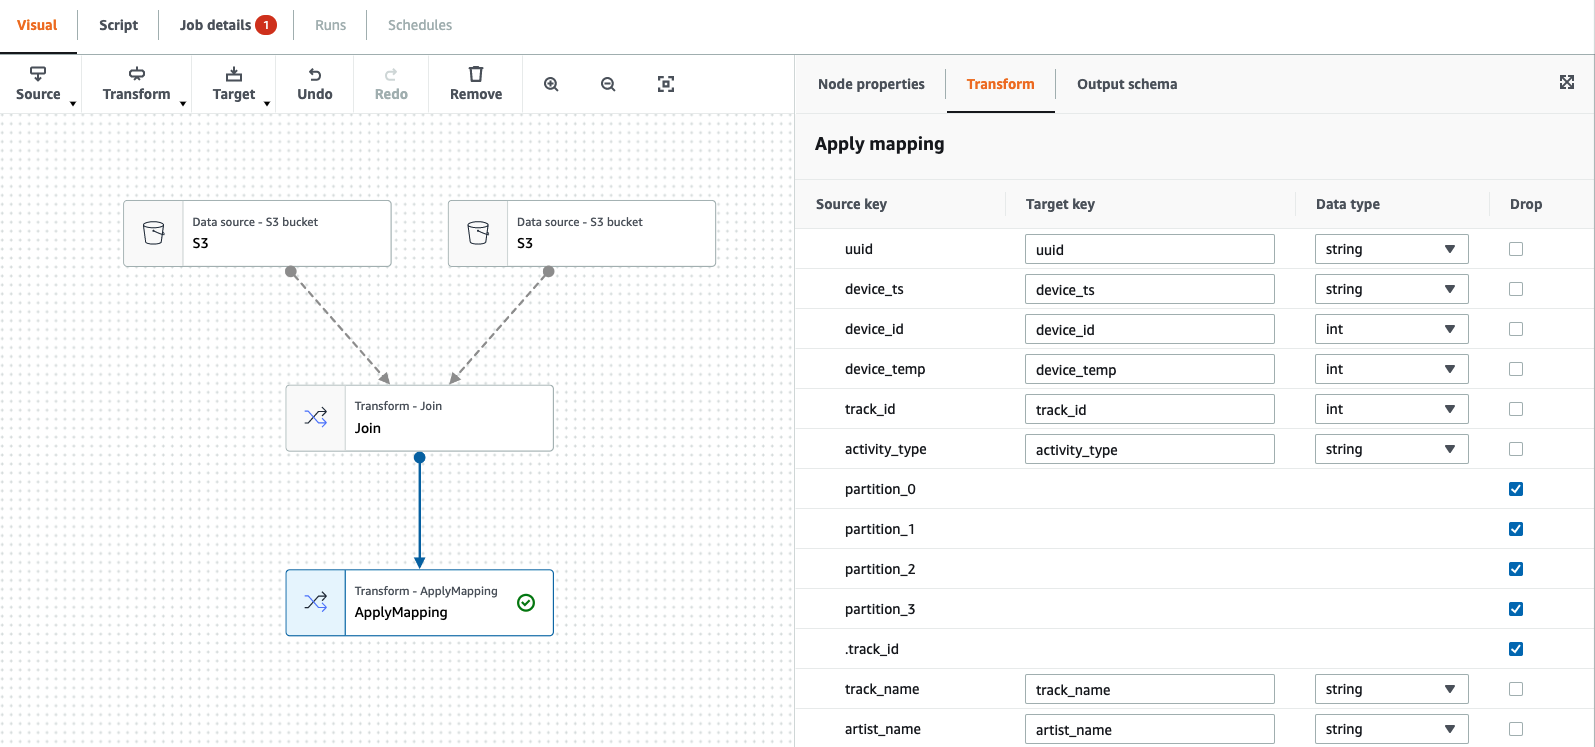 Visual Script Job details 1 Runs Schedules
Source Transform Target Undo Redo Remove
Node properties Transform Output schema
Apply mapping
Source key Target key Data type Drop
uuid uuid string
device_ts device_ts string
device_id device_id int
device_temp device_temp int
track_id track_id int
activity_type activity_type string
partition_0
partition_1
partition_2
partition_3
.track_id
track_name track_name string
artist_name artist_name string
Data source - S3 bucket
S3
Data source - S3 bucket
S3
Transform - Join
Join
Transform - ApplyMapping
ApplyMapping